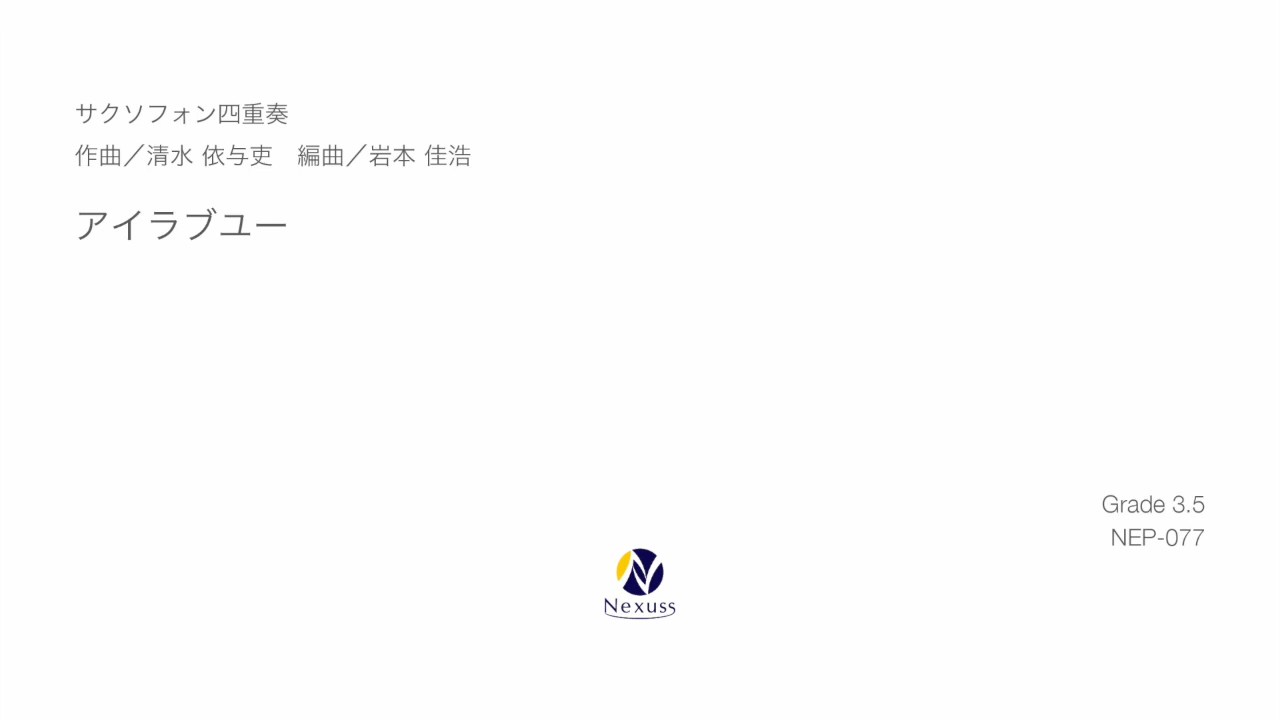 サクソフォン四重奏
作曲／清水 依与吏　編曲／岩本 佳浩
アイラブユー
Grade 3.5
NEP-077
Nexuss